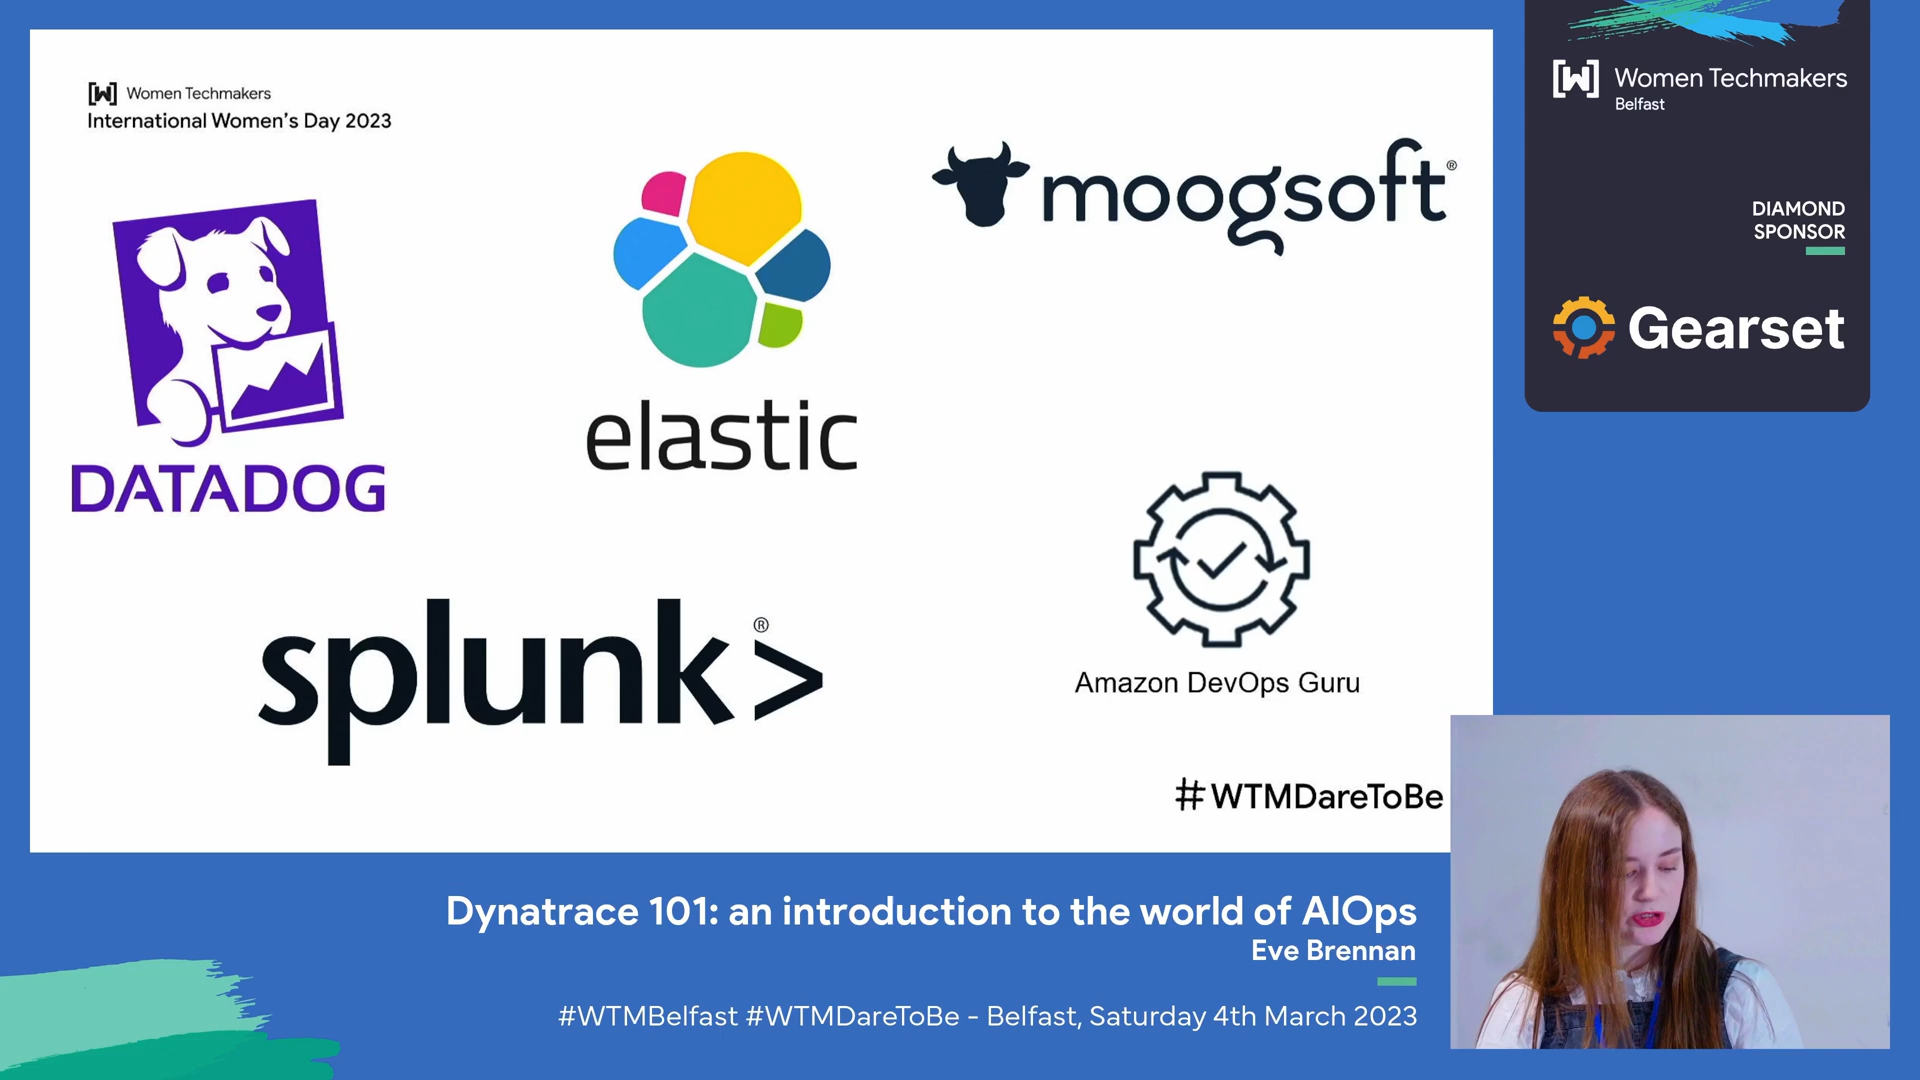 Women Techmakers
International Women's Day 2023
DATADOG
elastic
moogsoft®
splunk>®
Amazon DevOps Guru
#WTMDareToBe
Women Techmakers
Belfast
DIAMOND
SPONSOR
Gearset
Dynatrace 101: an introduction to the world of AIOps
Eve Brennan
#WTMBelfast #WTMDareToBe - Belfast, Saturday 4th March 2023